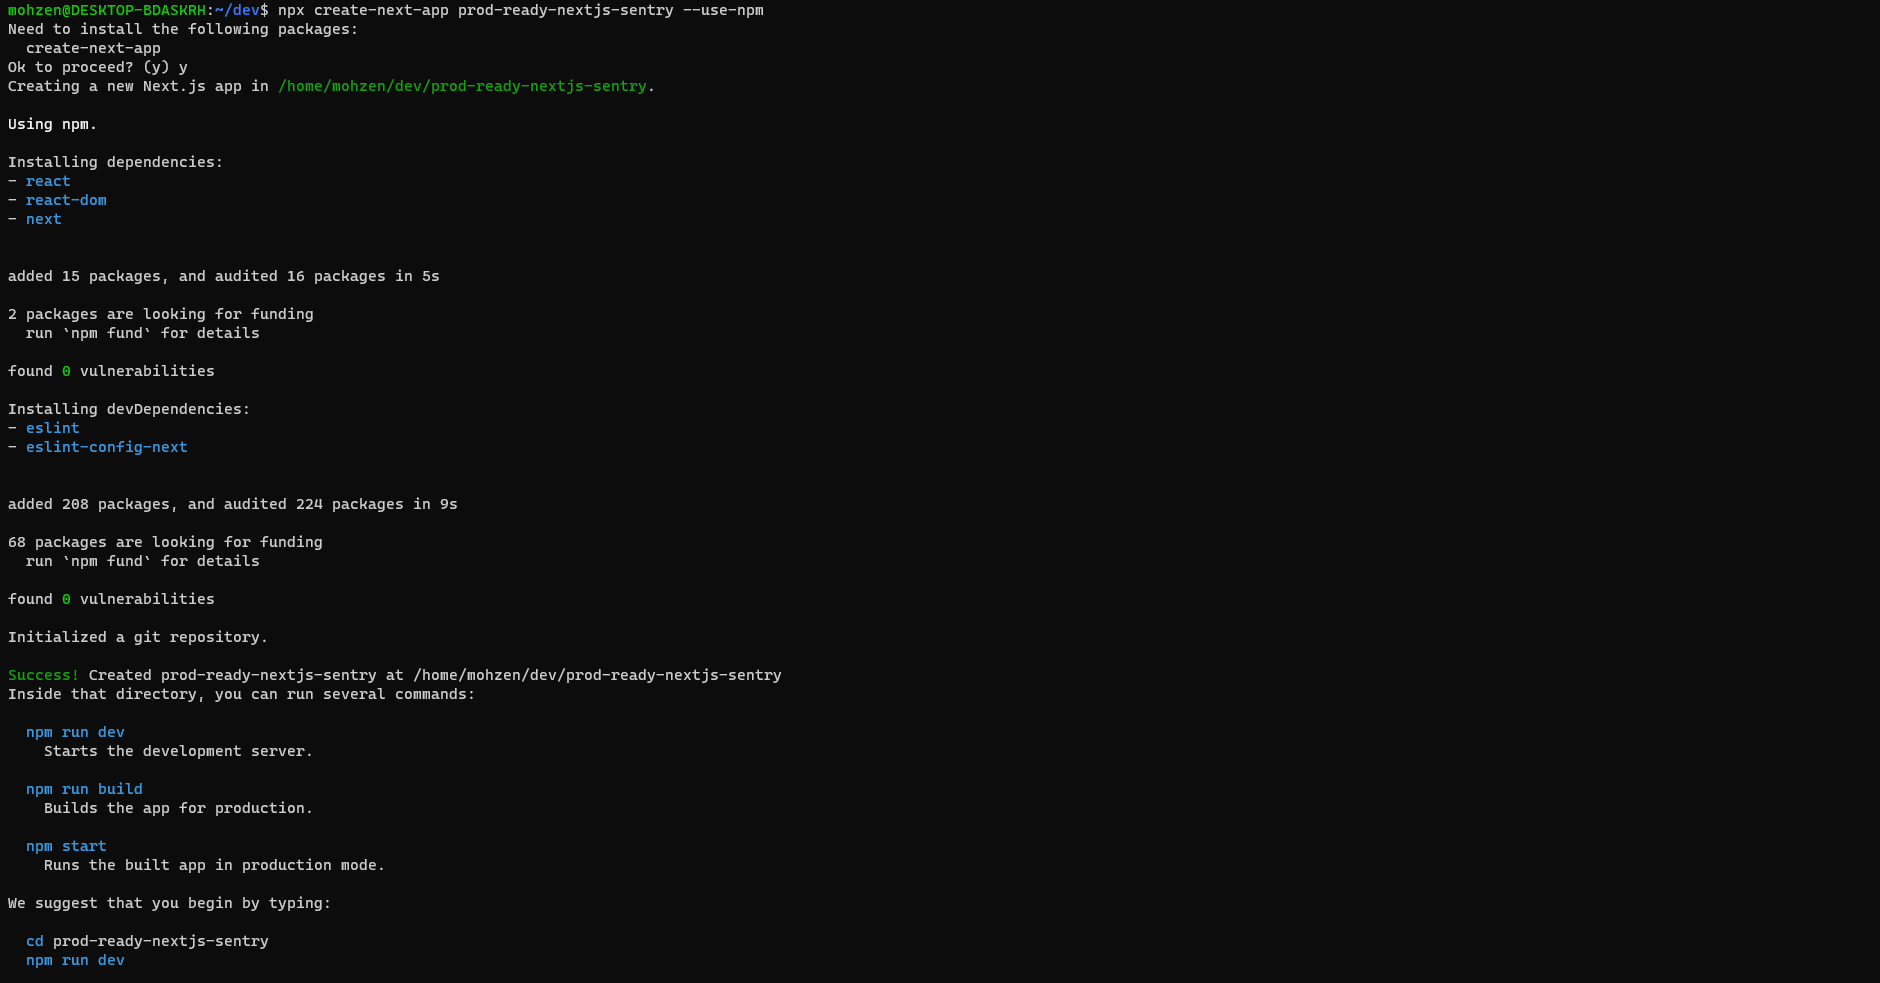 mohzen@DESKTOP-BDASKRH:~/dev$ npx create-next-app prod-ready-nextjs-sentry --use-npm
Need to install the following packages:
  create-next-app
Ok to proceed? (y) y
Creating a new Next.js app in /home/mohzen/dev/prod-ready-nextjs-sentry.

Using npm.

Installing dependencies:
- react
- react-dom
- next

added 15 packages, and audited 16 packages in 5s

2 packages are looking for funding
  run `npm fund` for details

found 0 vulnerabilities

Installing devDependencies:
- eslint
- eslint-config-next

added 208 packages, and audited 224 packages in 9s

68 packages are looking for funding
  run `npm fund` for details

found 0 vulnerabilities

Initialized a git repository.

Success! Created prod-ready-nextjs-sentry at /home/mohzen/dev/prod-ready-nextjs-sentry
Inside that directory, you can run several commands:

  npm run dev
    Starts the development server.

  npm run build
    Builds the app for production.

  npm start
    Runs the built app in production mode.

We suggest that you begin by typing:

  cd prod-ready-nextjs-sentry
  npm run dev